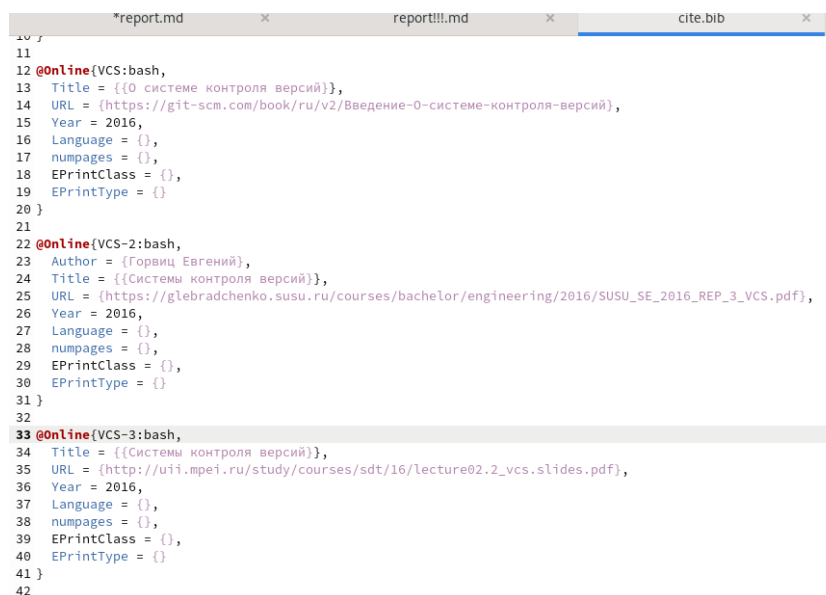 *report.md × report!!!.md × cite.bib ×
10 }
11
12 @Online{VCS:bash,
13 Title = {{О системе контроля версий}},
14 URL = {https://git-scm.com/book/ru/v2/Введение-О-системе-контроля-версий},
15 Year = 2016,
16 Language = {},
17 numpages = {},
18 EPrintClass = {},
19 EPrintType = {}
20 }
21
22 @Online{VCS-2:bash,
23 Author = {Горвиц Евгений},
24 Title = {{Системы контроля версий}},
25 URL = {https://glebradchenko.susu.ru/courses/bachelor/engineering/2016/SUSU_SE_2016_REP_3_VCS.pdf},
26 Year = 2016,
27 Language = {},
28 numpages = {},
29 EPrintClass = {},
30 EPrintType = {}
31 }
32
33 @Online{VCS-3:bash,
34 Title = {{Системы контроля версий}},
35 URL = {http://uii.mpei.ru/study/courses/sdt/16/lecture02.2_vcs.slides.pdf},
36 Year = 2016,
37 Language = {},
38 numpages = {},
39 EPrintClass = {},
40 EPrintType = {}
41 }
42